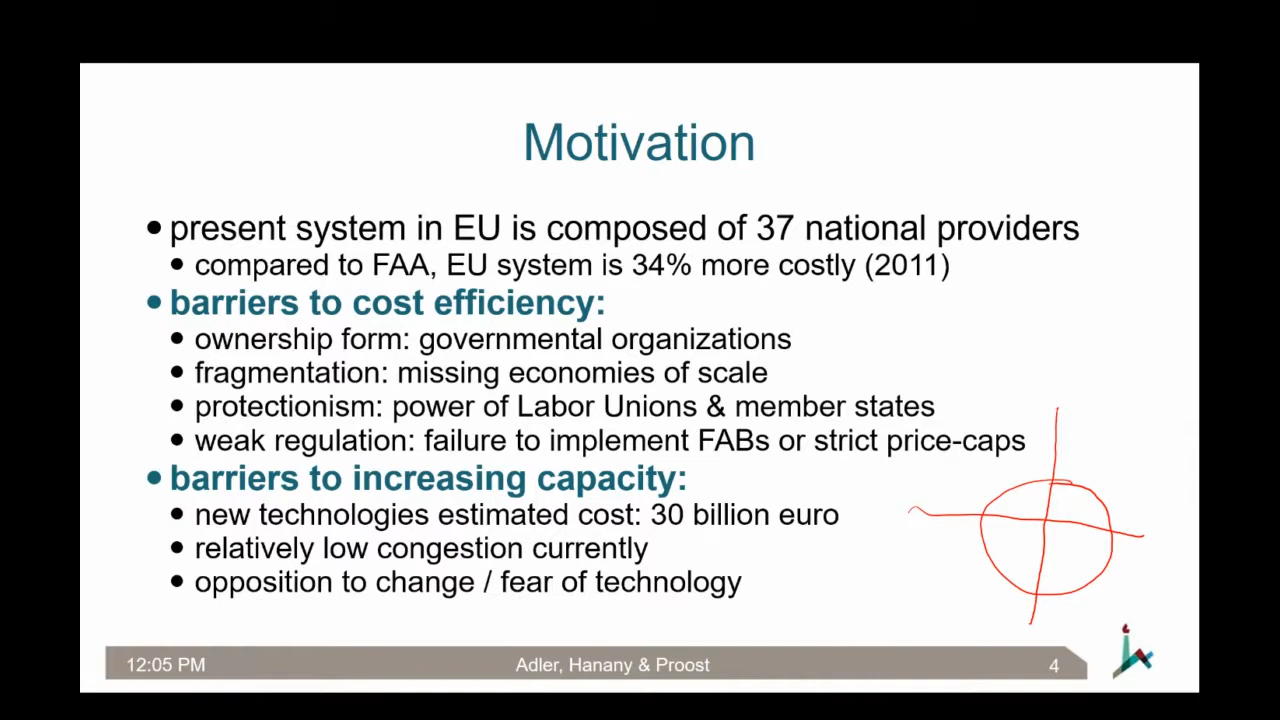 Motivation
• present system in EU is composed of 37 national providers
• compared to FAA, EU system is 34% more costly (2011)
• barriers to cost efficiency:
• ownership form: governmental organizations
• fragmentation: missing economies of scale
• protectionism: power of Labor Unions & member states
• weak regulation: failure to implement FABs or strict price-caps
• barriers to increasing capacity:
• new technologies estimated cost: 30 billion euro
• relatively low congestion currently
• opposition to change / fear of technology
12:05 PM Adler, Hanany & Proost 4